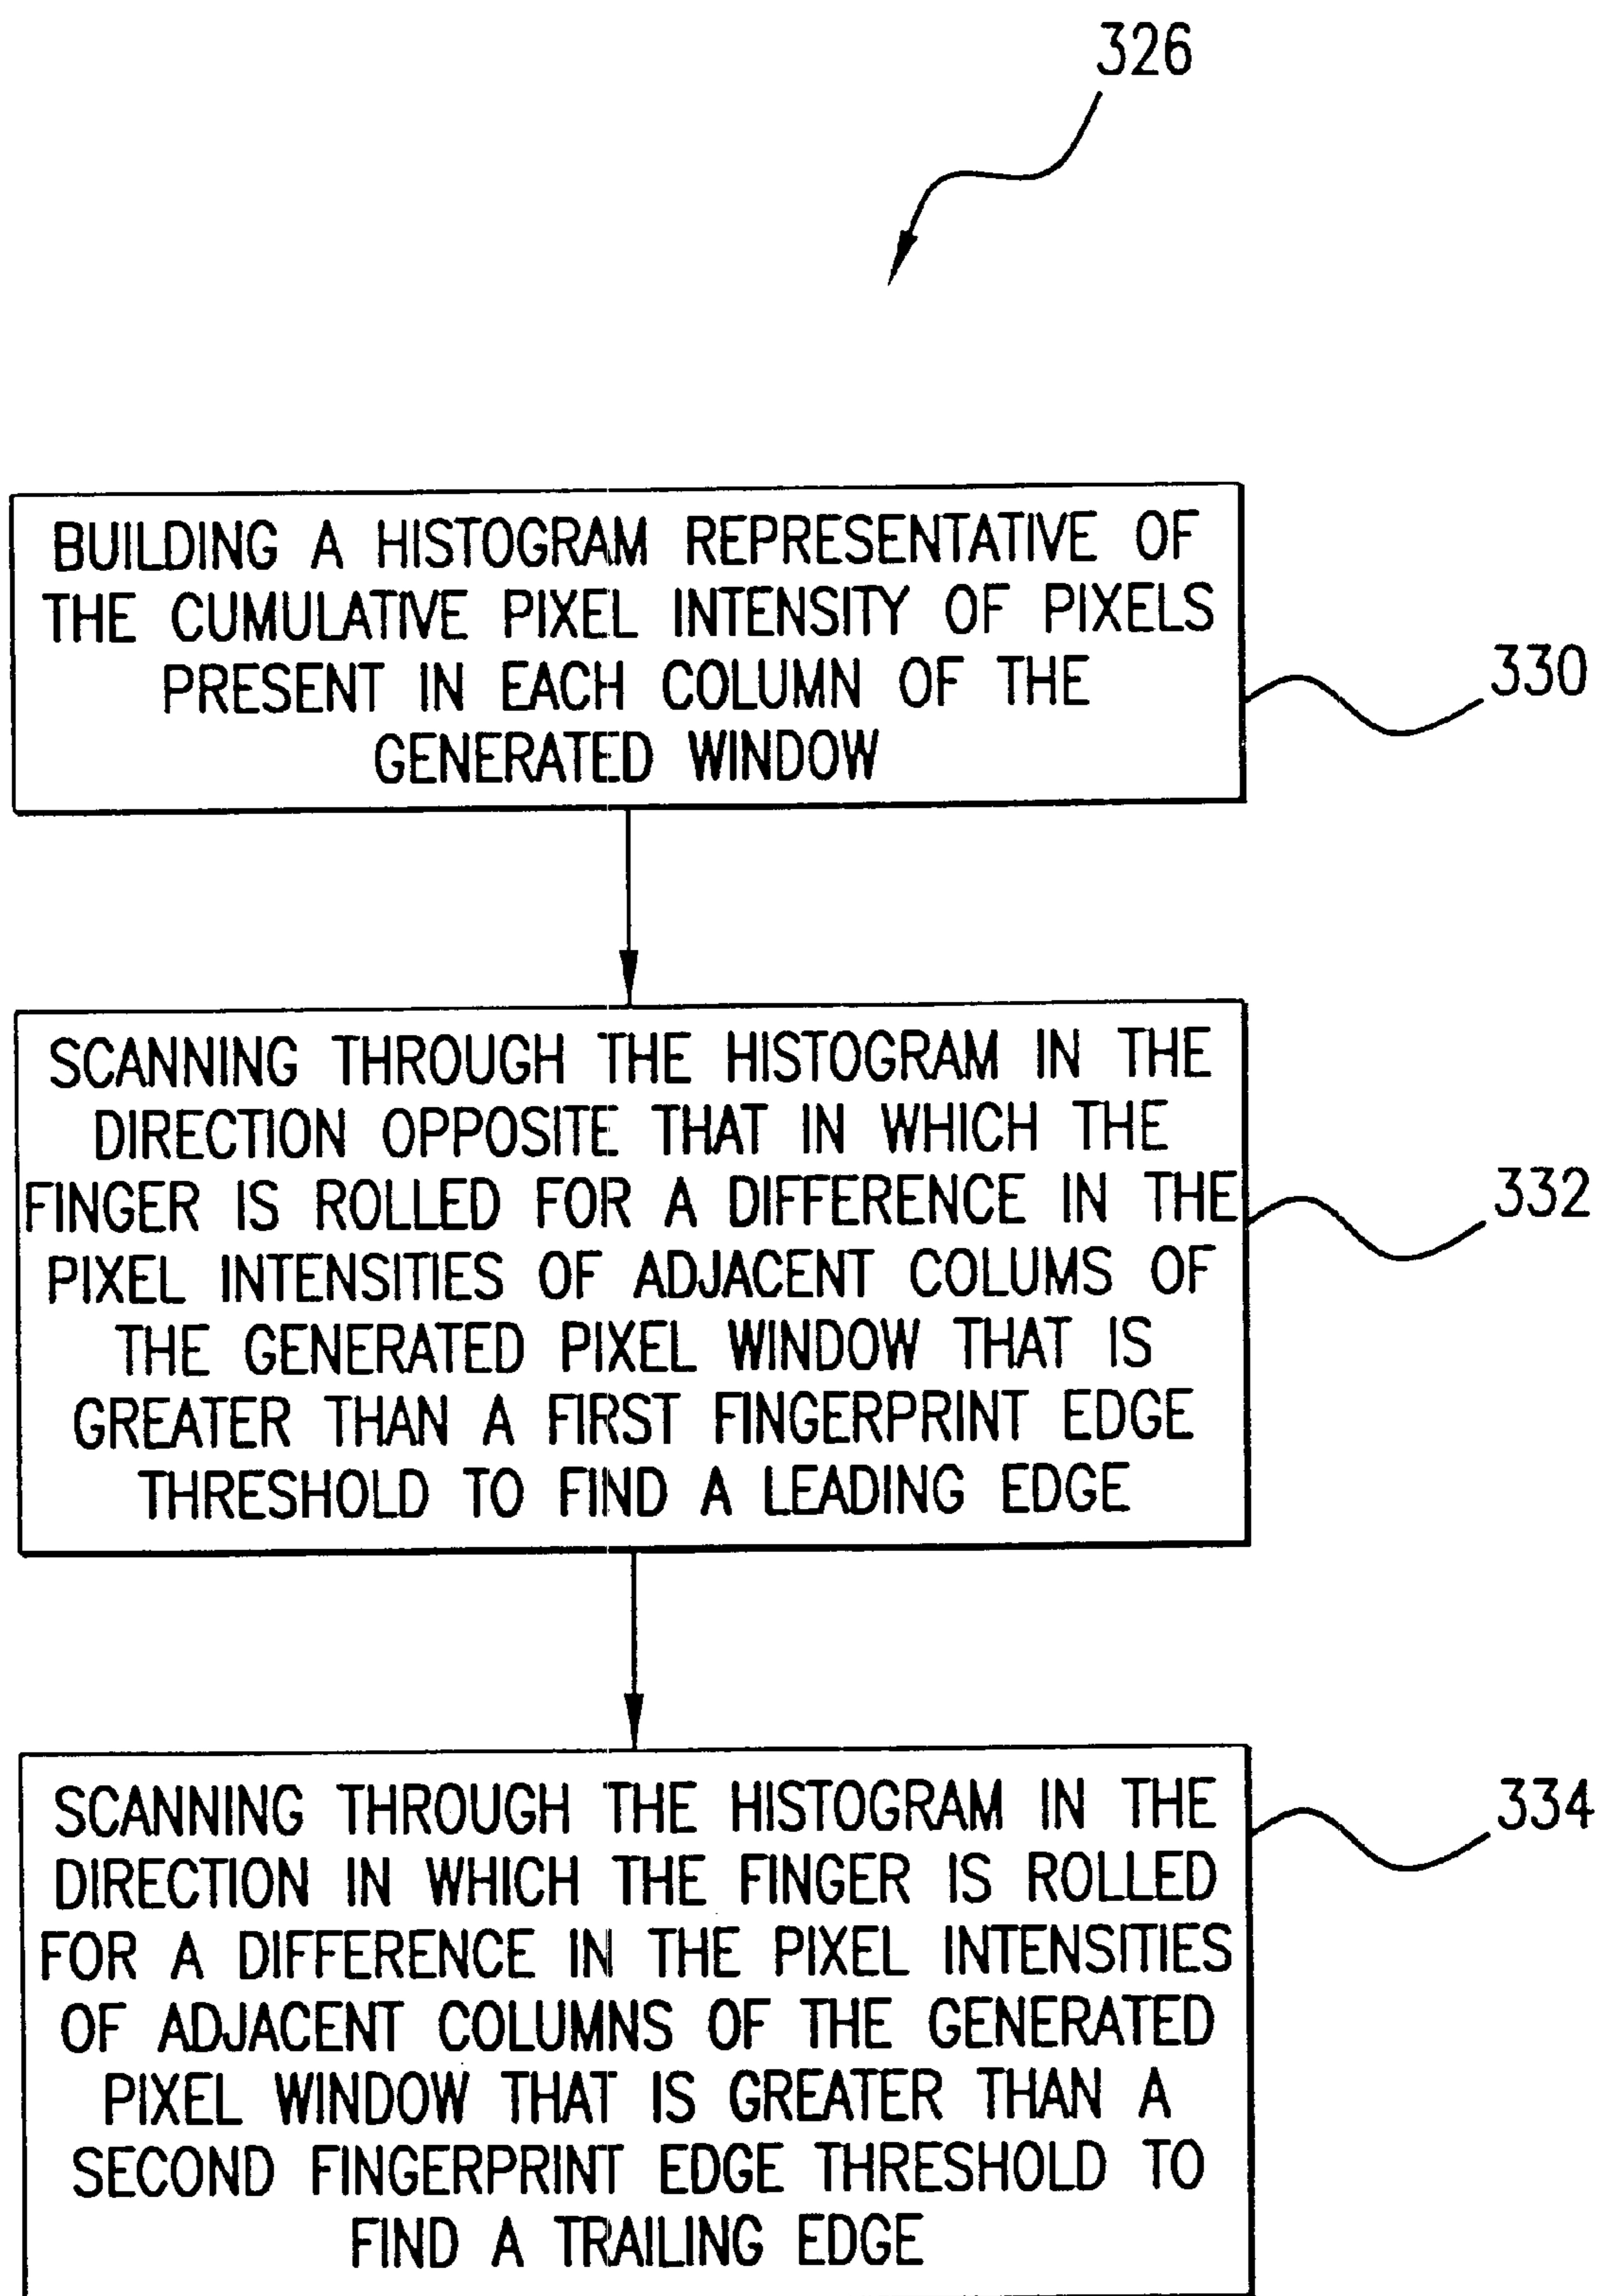 326
BUILDING A HISTOGRAM REPRESENTATIVE OF
THE CUMULATIVE PIXEL INTENSITY OF PIXELS
PRESENT IN EACH COLUMN OF THE
GENERATED WINDOW
330
SCANNING THROUGH THE HISTOGRAM IN THE
DIRECTION OPPOSITE THAT IN WHICH THE
FINGER IS ROLLED FOR A DIFFERENCE IN THE
PIXEL INTENSITIES OF ADJACENT COLUMS OF
THE GENERATED PIXEL WINDOW THAT IS
GREATER THAN A FIRST FINGERPRINT EDGE
THRESHOLD TO FIND A LEADING EDGE
332
SCANNING THROUGH THE HISTOGRAM IN THE
DIRECTION IN WHICH THE FINGER IS ROLLED
FOR A DIFFERENCE IN THE PIXEL INTENSITIES
OF ADJACENT COLUMNS OF THE GENERATED
PIXEL WINDOW THAT IS GREATER THAN A
SECOND FINGERPRINT EDGE THRESHOLD TO
FIND A TRAILING EDGE
334